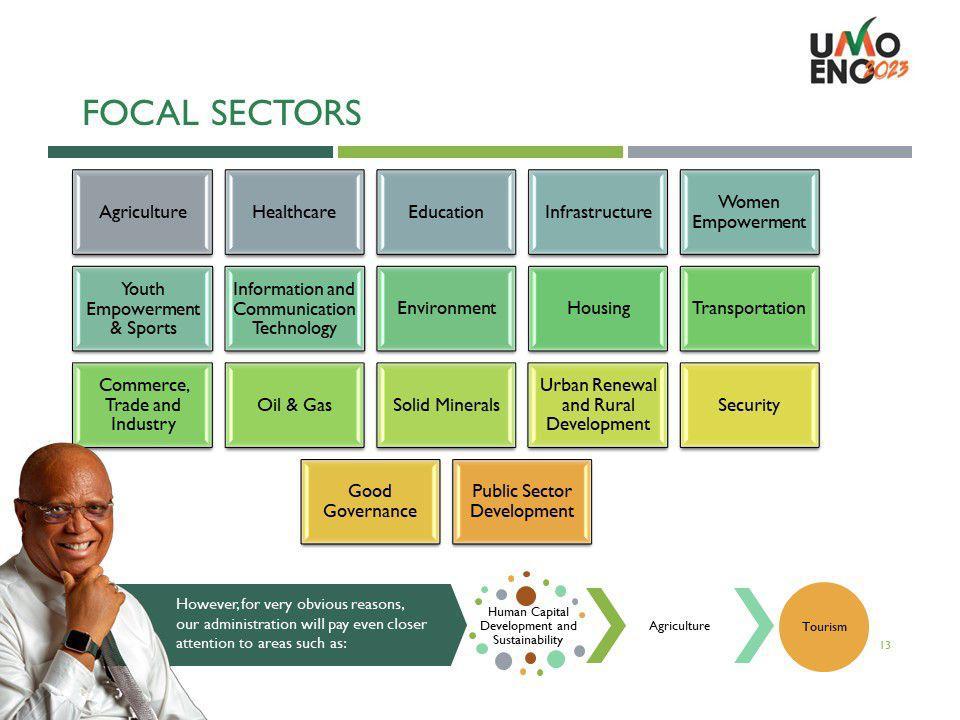 UMO
ENO 2023
FOCAL SECTORS
Agriculture
Healthcare
Education
Infrastructure
Women
Empowerment
Youth
Empowerment
& Sports
Information and
Communication
Technology
Environment
Housing
Transportation
Commerce,
Trade and
Industry
Oil & Gas
Solid Minerals
Urban Renewal
and Rural
Development
Security
Good
Governance
Public Sector
Development
However, for very obvious reasons,
our administration will pay even closer
attention to areas such as:
Human Capital
Development and
Sustainability
Agriculture
Tourism
13